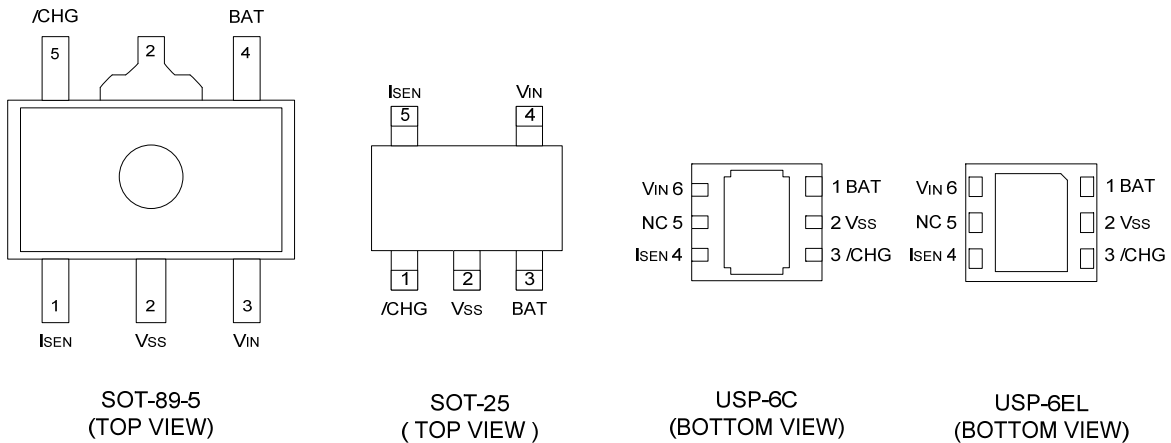 /CHG BAT
5 2 4
1 2 3
ISEN VSS VIN
SOT-89-5
(TOP VIEW)
ISEN VIN
5 4
1 2 3
/CHG VSS BAT
SOT-25
( TOP VIEW )
VIN 6 1 BAT
NC 5 2 VSS
ISEN 4 3 /CHG
USP-6C
(BOTTOM VIEW)
VIN 6 1 BAT
NC 5 2 VSS
ISEN 4 3 /CHG
USP-6EL
(BOTTOM VIEW)